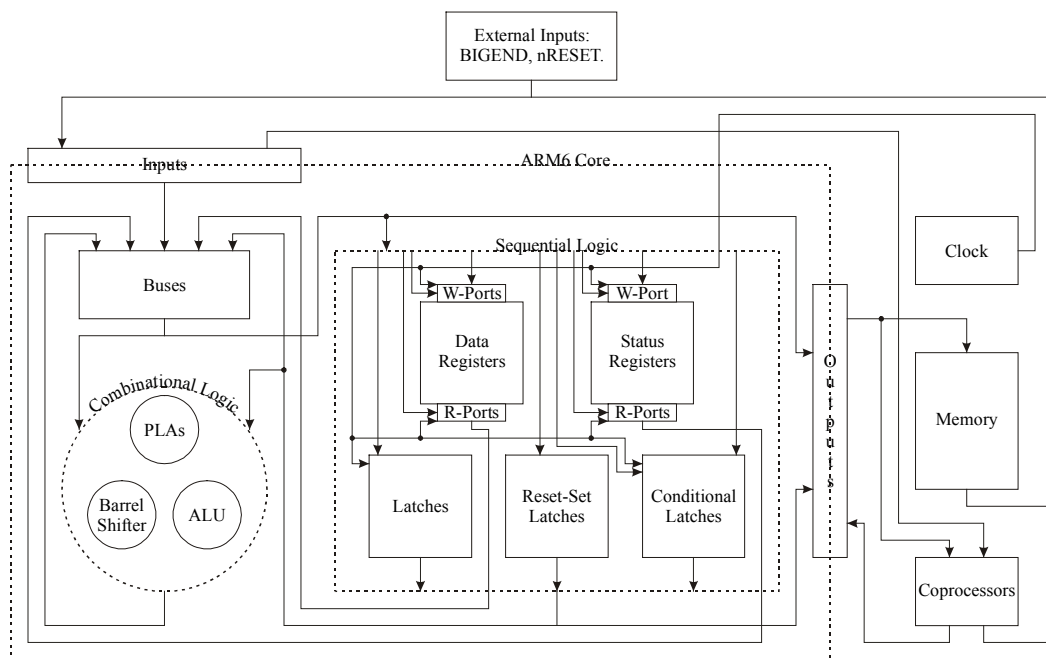 External Inputs:
BIGEND, nRESET.
Inputs
ARM6 Core
Sequential Logic
Clock
Buses
W-Ports
W-Port
Data
Registers
Status
Registers
Outputs
Combinational Logic
R-Ports
R-Ports
PLAs
Memory
Barrel
Shifter
ALU
Latches
Reset-Set
Latches
Conditional
Latches
Coprocessors